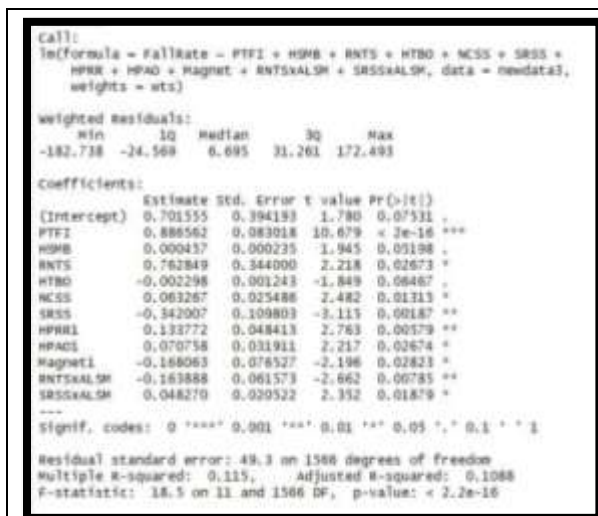 Call:
lm(formula = FallRate ~ PTFI + HSMB + RNTS + HTBO + NCSS + SRSS +
HPRR + HPAO + Magnet + RNTSxALSM + SRSSxALSM, data = newdata3,
weights = wts)
Weighted Residuals:
Min 1Q Median 3Q Max
-182.738 -24.569 6.695 31.261 172.493
Coefficients:
Estimate Std. Error t value Pr(>|t|)
(Intercept) 0.701555 0.394193 1.780 0.07531 .
PTFI 0.886562 0.083018 10.679 < 2e-16 ***
HSMB 0.000457 0.000235 1.945 0.05198 .
RNTS 0.762849 0.344000 2.218 0.02673 *
HTBO -0.002298 0.001243 -1.849 0.06467 .
NCSS 0.063267 0.025486 2.482 0.01315 *
SRSS -0.342007 0.109803 -3.115 0.00187 **
HPRR1 0.133772 0.048413 2.763 0.00579 **
HPAO1 0.070758 0.031911 2.217 0.02674 *
Magnet1 -0.168063 0.076527 -2.196 0.02823 *
RNTSxALSM -0.163888 0.061573 -2.662 0.00785 **
SRSSxALSM 0.048270 0.020522 2.352 0.01879 *
---
Signif. codes: 0 '***' 0.001 '**' 0.01 '*' 0.05 '.' 0.1 ' ' 1
Residual standard error: 49.3 on 1566 degrees of freedom
Multiple R-squared: 0.115, Adjusted R-squared: 0.1088
F-statistic: 18.5 on 11 and 1566 DF, p-value: < 2.2e-16